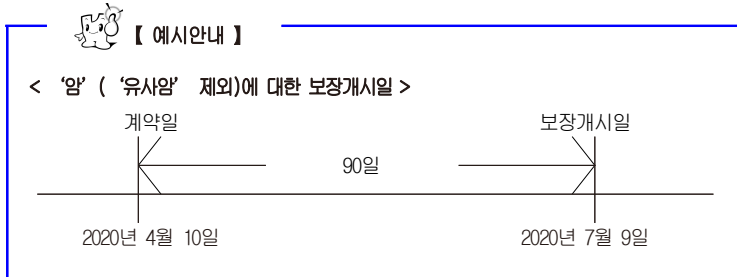 【 예시안내 】
< ‘암’ ( ‘유사암’ 제외)에 대한 보장개시일 >
계약일 보장개시일
90일
2020년 4월 10일 2020년 7월 9일